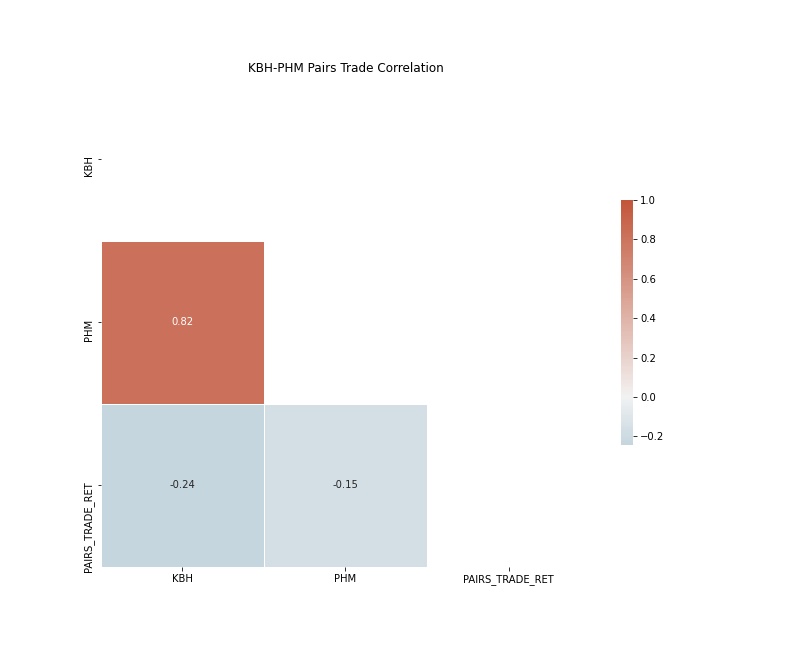 KBH-PHM Pairs Trade Correlation
KBH
PHM
PAIRS_TRADE_RET
0.82
-0.24
-0.15
KBH
PHM
PAIRS_TRADE_RET
1.0
0.8
0.6
0.4
0.2
0.0
−0.2